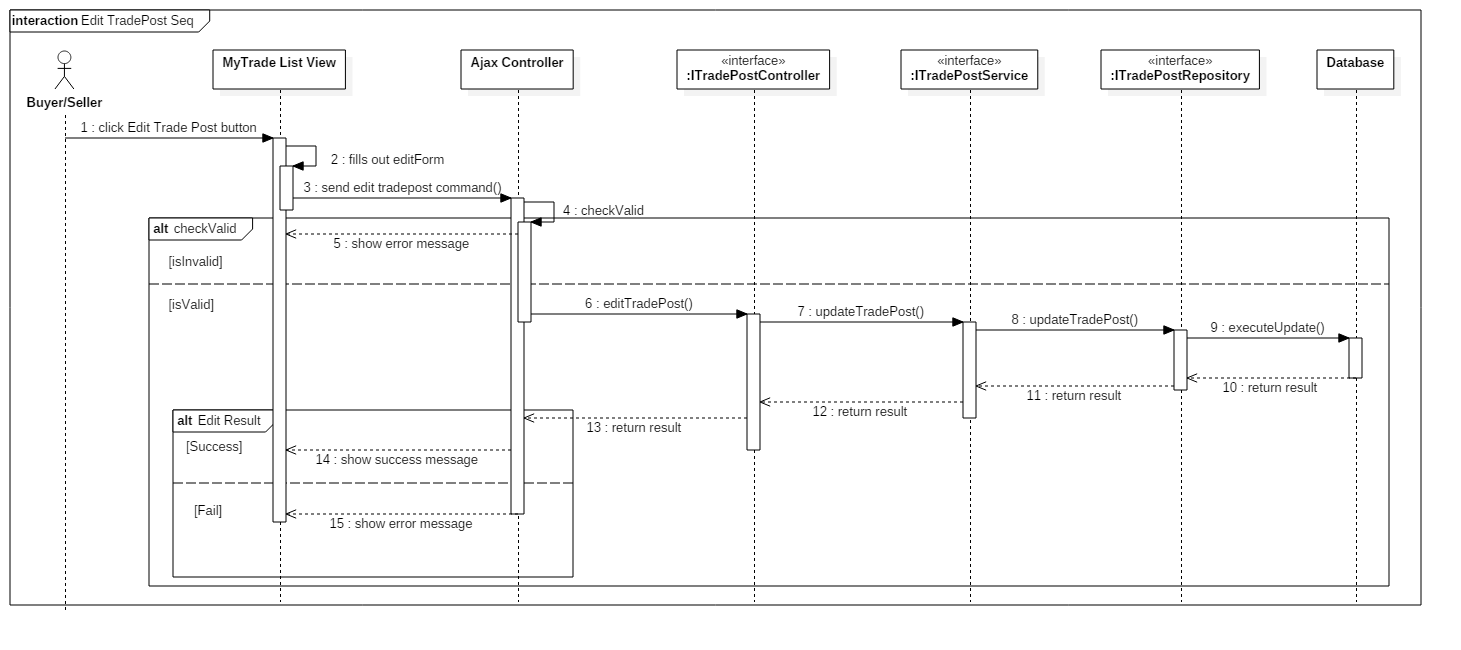 interaction Edit TradePost Seq
Buyer/Seller
MyTrade List View
Ajax Controller
«interface»
:ITradePostController
«interface»
:ITradePostService
«interface»
:ITradePostRepository
Database
1 : click Edit Trade Post button
2 : fills out editForm
3 : send edit tradepost command()
4 : checkValid
alt checkValid
5 : show error message
[isInvalid]
[isValid]
6 : editTradePost()
7 : updateTradePost()
8 : updateTradePost()
9 : executeUpdate()
10 : return result
11 : return result
12 : return result
13 : return result
alt Edit Result
[Success]
14 : show success message
[Fail]
15 : show error message